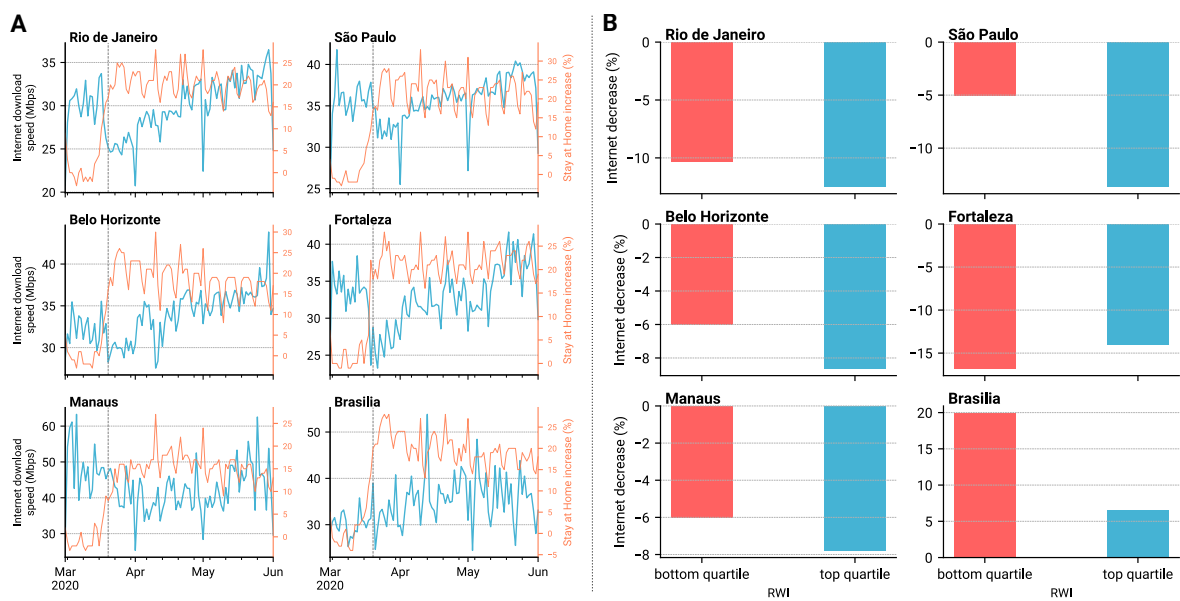 A
B
Rio de Janeiro
São Paulo
Internet download
speed (Mbps)
35
30
25
20
25
20
15
10
5
0
40
35
30
25
30
25
20
15
10
5
0
Stay at Home increase (%)
Belo Horizonte
Fortaleza
Internet download
speed (Mbps)
40
35
30
30
25
20
15
10
5
0
40
35
30
25
25
20
15
10
5
0
Stay at Home increase (%)
Manaus
Brasilia
Internet download
speed (Mbps)
60
50
40
30
25
20
15
10
5
0
50
40
30
25
20
15
10
5
0
−5
Stay at Home increase (%)
Mar
2020
Apr
May
Jun
Mar
2020
Apr
May
Jun
Rio de Janeiro
São Paulo
Internet decrease (%)
0
−5
−10
0
−5
−10
Belo Horizonte
Fortaleza
Internet decrease (%)
0
−2
−4
−6
−8
0
−5
−10
−15
Manaus
Brasilia
Internet decrease (%)
0
−2
−4
−6
−8
20
15
10
5
0
bottom quartile
top quartile
RWI
bottom quartile
top quartile
RWI